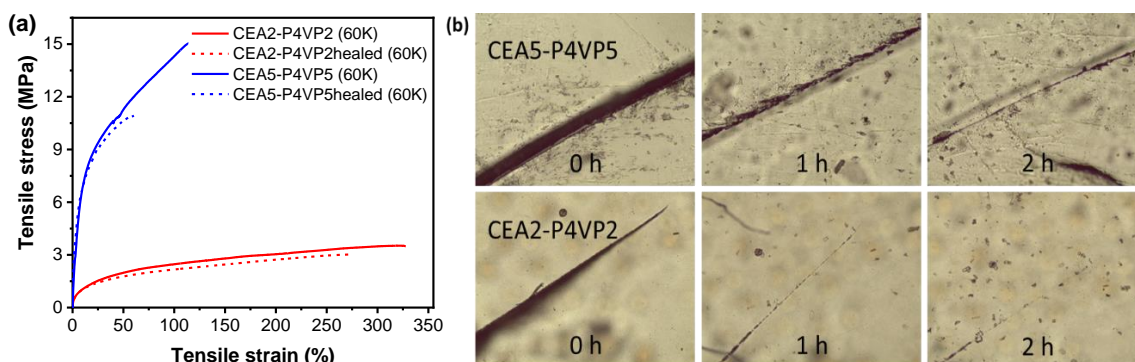 (a)
15
12
9
6
3
0
Tensile stress (MPa)
CEA2-P4VP2 (60K)
CEA2-P4VP2healed (60K)
CEA5-P4VP5 (60K)
CEA5-P4VP5healed (60K)
0 50 100 150 200 250 300 350
Tensile strain (%)
(b)
CEA5-P4VP5
0 h
1 h
2 h
CEA2-P4VP2
0 h
1 h
2 h